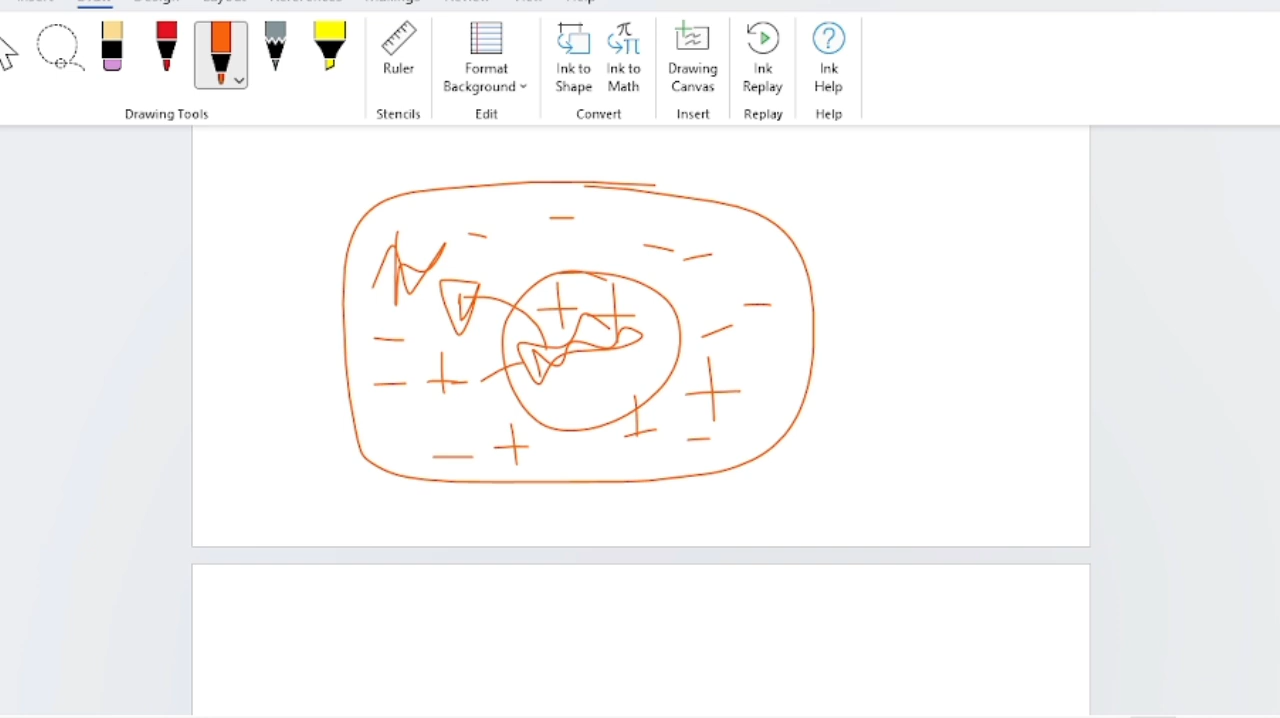 Insert Draw Design Layout References Mailings Review View Help
Ruler
Format Background
Ink to Shape
Ink to Math
Drawing Canvas
Ink Replay
Ink Help
Drawing Tools Stencils Edit Convert Insert Replay Help
− − − −
+ +
−
− −
− + +
+
− + −